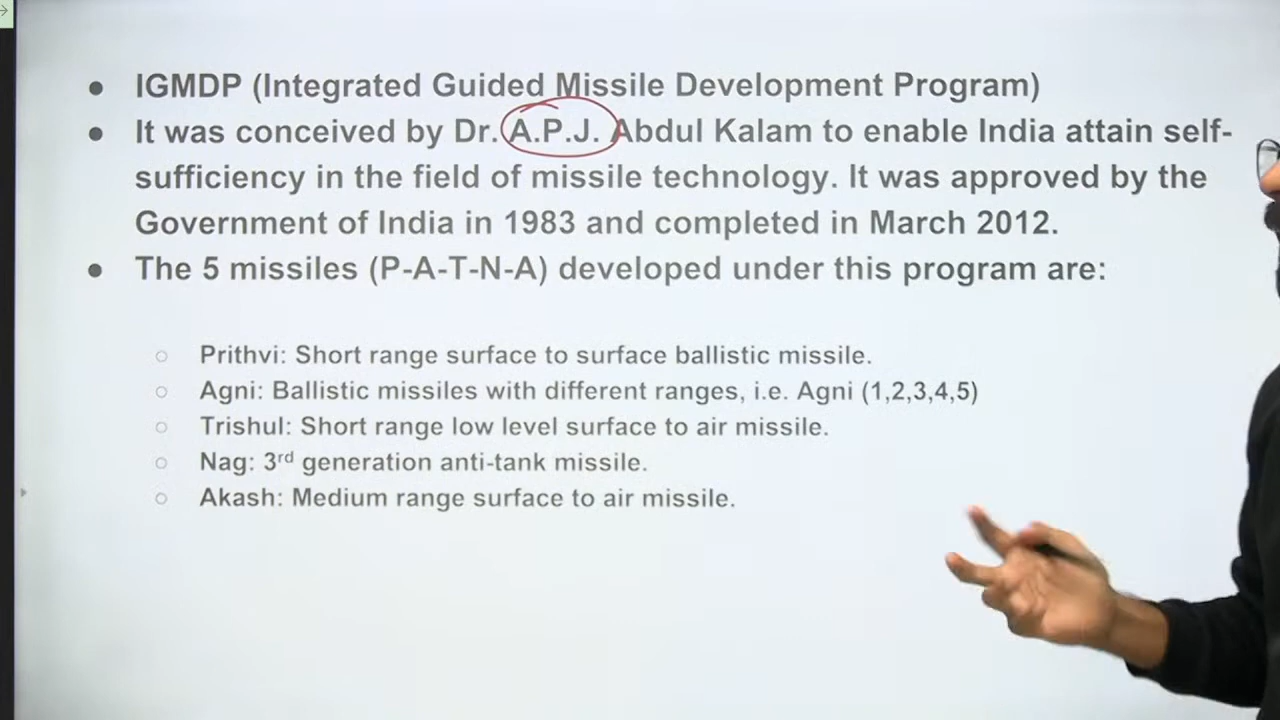 ● IGMDP (Integrated Guided Missile Development Program)
● It was conceived by Dr. A.P.J. Abdul Kalam to enable India attain self-
sufficiency in the field of missile technology. It was approved by the
Government of India in 1983 and completed in March 2012.
● The 5 missiles (P-A-T-N-A) developed under this program are:
○ Prithvi: Short range surface to surface ballistic missile.
○ Agni: Ballistic missiles with different ranges, i.e. Agni (1,2,3,4,5)
○ Trishul: Short range low level surface to air missile.
○ Nag: 3rd generation anti-tank missile.
○ Akash: Medium range surface to air missile.